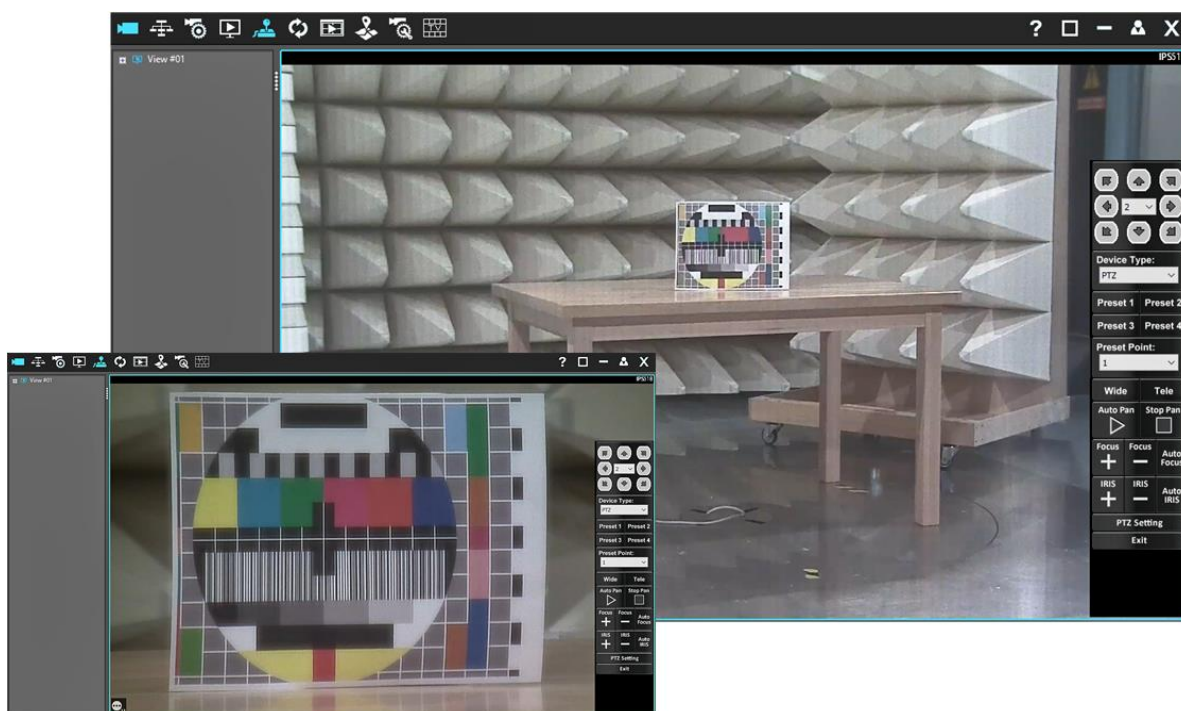 ?
X
View #01
IPS51
2
Device Type:
PTZ
Preset 1 Preset 2
Preset 3 Preset 4
Preset Point:
1
Wide Tele
Auto Pan Stop Pan
Focus Focus Auto Focus
+ −
IRIS IRIS Auto IRIS
+ −
PTZ Setting
Exit
? X
View #01
IPS518
2
Device Type:
PTZ
Preset 1 Preset 2
Preset 3 Preset 4
Preset Point:
1
Wide Tele
Auto Pan Stop Pan
Focus Focus Auto Focus
+ −
IRIS IRIS Auto IRIS
+ −
PTZ Setting
Exit